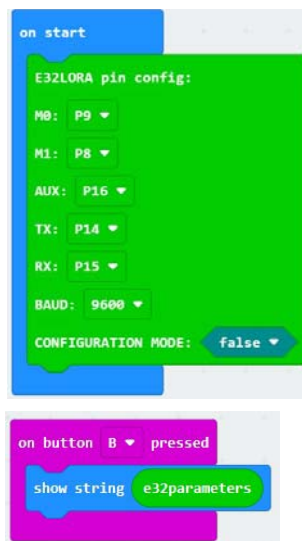 on start
E32LORA pin config:
M0: P9
M1: P8
AUX: P16
TX: P14
RX: P15
BAUD: 9600
CONFIGURATION MODE: false
on button B pressed
show string e32parameters